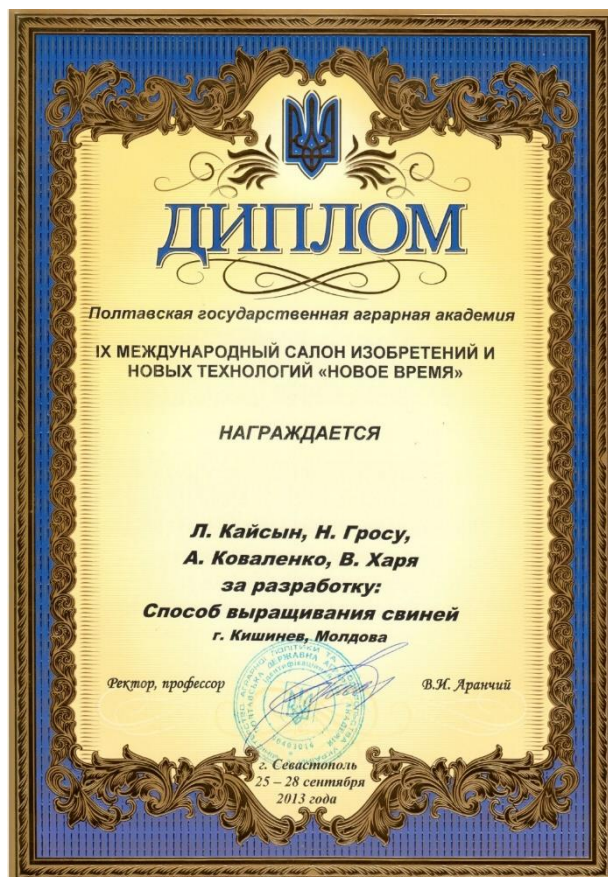 ДИПЛОМ
Полтавская государственная аграрная академия
IX МЕЖДУНАРОДНЫЙ САЛОН ИЗОБРЕТЕНИЙ И
НОВЫХ ТЕХНОЛОГИЙ «НОВОЕ ВРЕМЯ»
НАГРАЖДАЕТСЯ
Л. Кайсын, Н. Гросу,
А. Коваленко, В. Харя
за разработку:
Способ выращивания свиней
г. Кишинев, Молдова
Ректор, профессор
В.И. Аранчий
г. Севастополь
25 – 28 сентября
2013 года